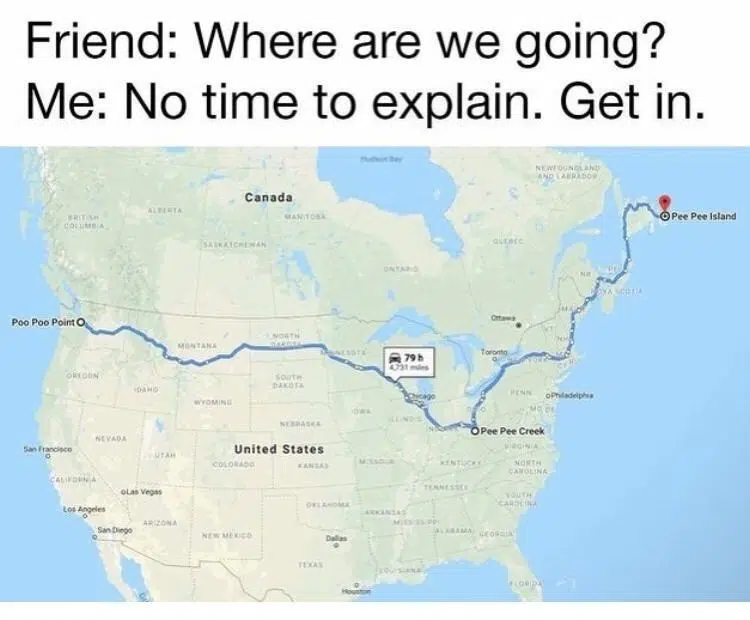 Friend: Where are we going?
Me: No time to explain. Get in.
Hudson Bay
NEWFOUNDLAND
AND LABRADOR
Canada
ALBERTA
BRITISH
COLUMBIA
MANITOBA
Pee Pee Island
SASKATCHEWAN
QUEBEC
ONTARIO
NB
PE
NOVA SCOTIA
Poo Poo Point
Ottawa
NORTH
DAKOTA
MONTANA
MINNESOTA
79 h
4,731 miles
Toronto
VT
NH
OREGON
SOUTH
DAKOTA
IDAHO
WYOMING
Chicago
PENN
Philadelphia
IOWA
NEBRASKA
ILLINOIS
MD
DE
Pee Pee Creek
NEVADA
San Francisco
UTAH
United States
COLORADO
KANSAS
MISSOURI
KENTUCKY
VIRGINIA
NORTH
CAROLINA
CALIFORNIA
Las Vegas
TENNESSEE
SOUTH
CAROLINA
Los Angeles
OKLAHOMA
ARKANSAS
ARIZONA
San Diego
NEW MEXICO
MISSISSIPPI
ALABAMA
GEORGIA
Dallas
TEXAS
LOUISIANA
Houston
FLORIDA